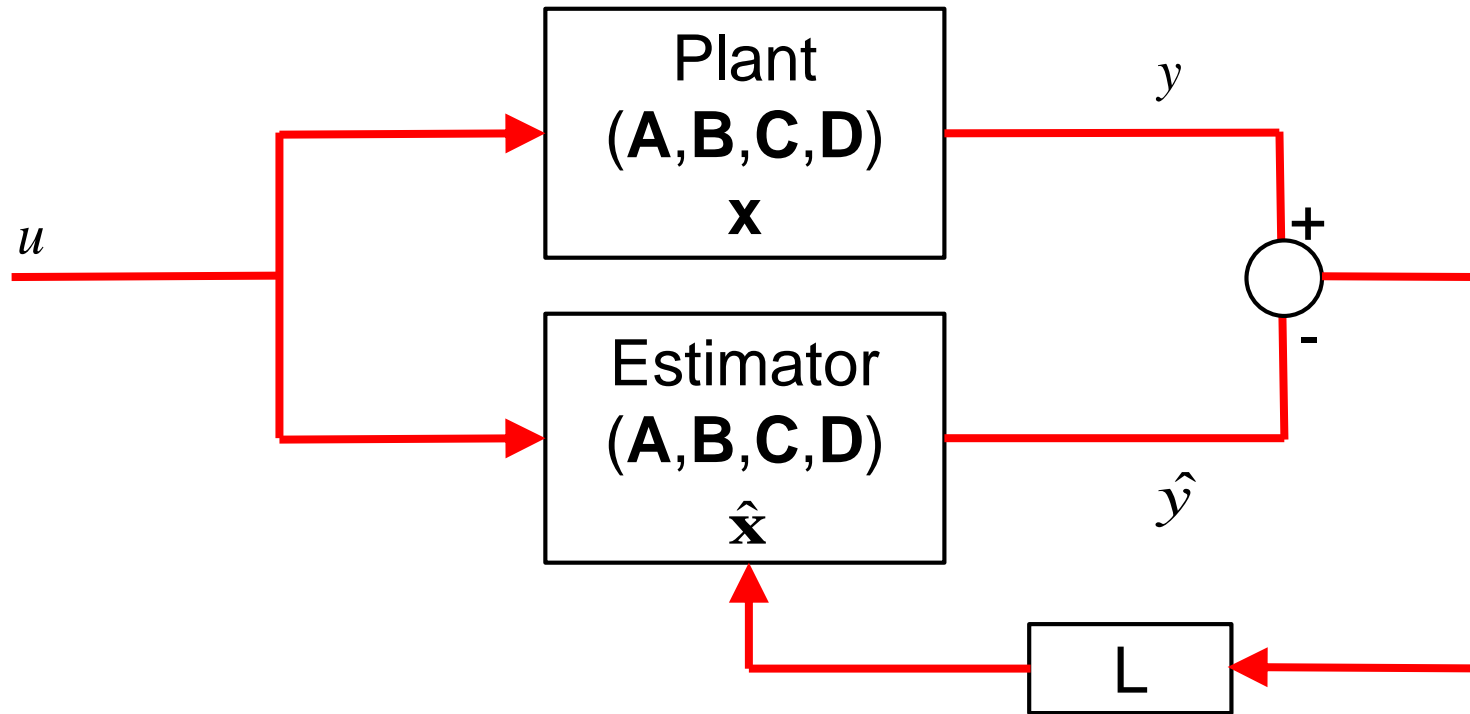 Plant
(A,B,C,D)
x
y
u
+
-
Estimator
(A,B,C,D)
x̂
ŷ
L